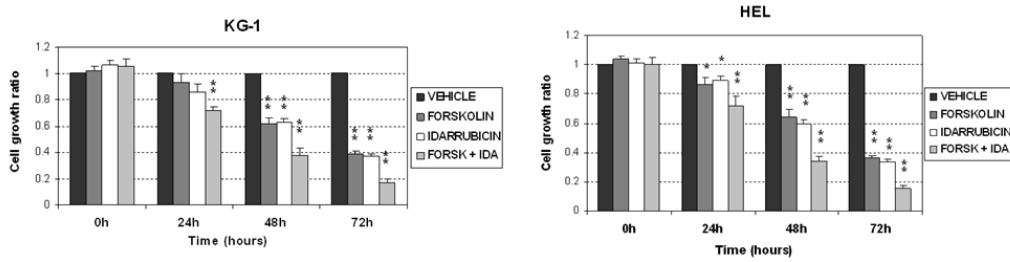 KG-1
Cell growth ratio
1.2
1
0.8
0.6
0.4
0.2
0
** ** ** ** ** ** **
0h 24h 48h 72h
Time (hours)
VEHICLE
FORSKOLIN
IDARRUBICIN
FORSK + IDA
HEL
Cell growth ratio
1.2
1
0.8
0.6
0.4
0.2
0
* * ** ** ** ** ** ** **
0h 24h 48h 72h
Time (hours)
VEHICLE
FORSKOLIN
IDARRUBICIN
FORSK + IDA